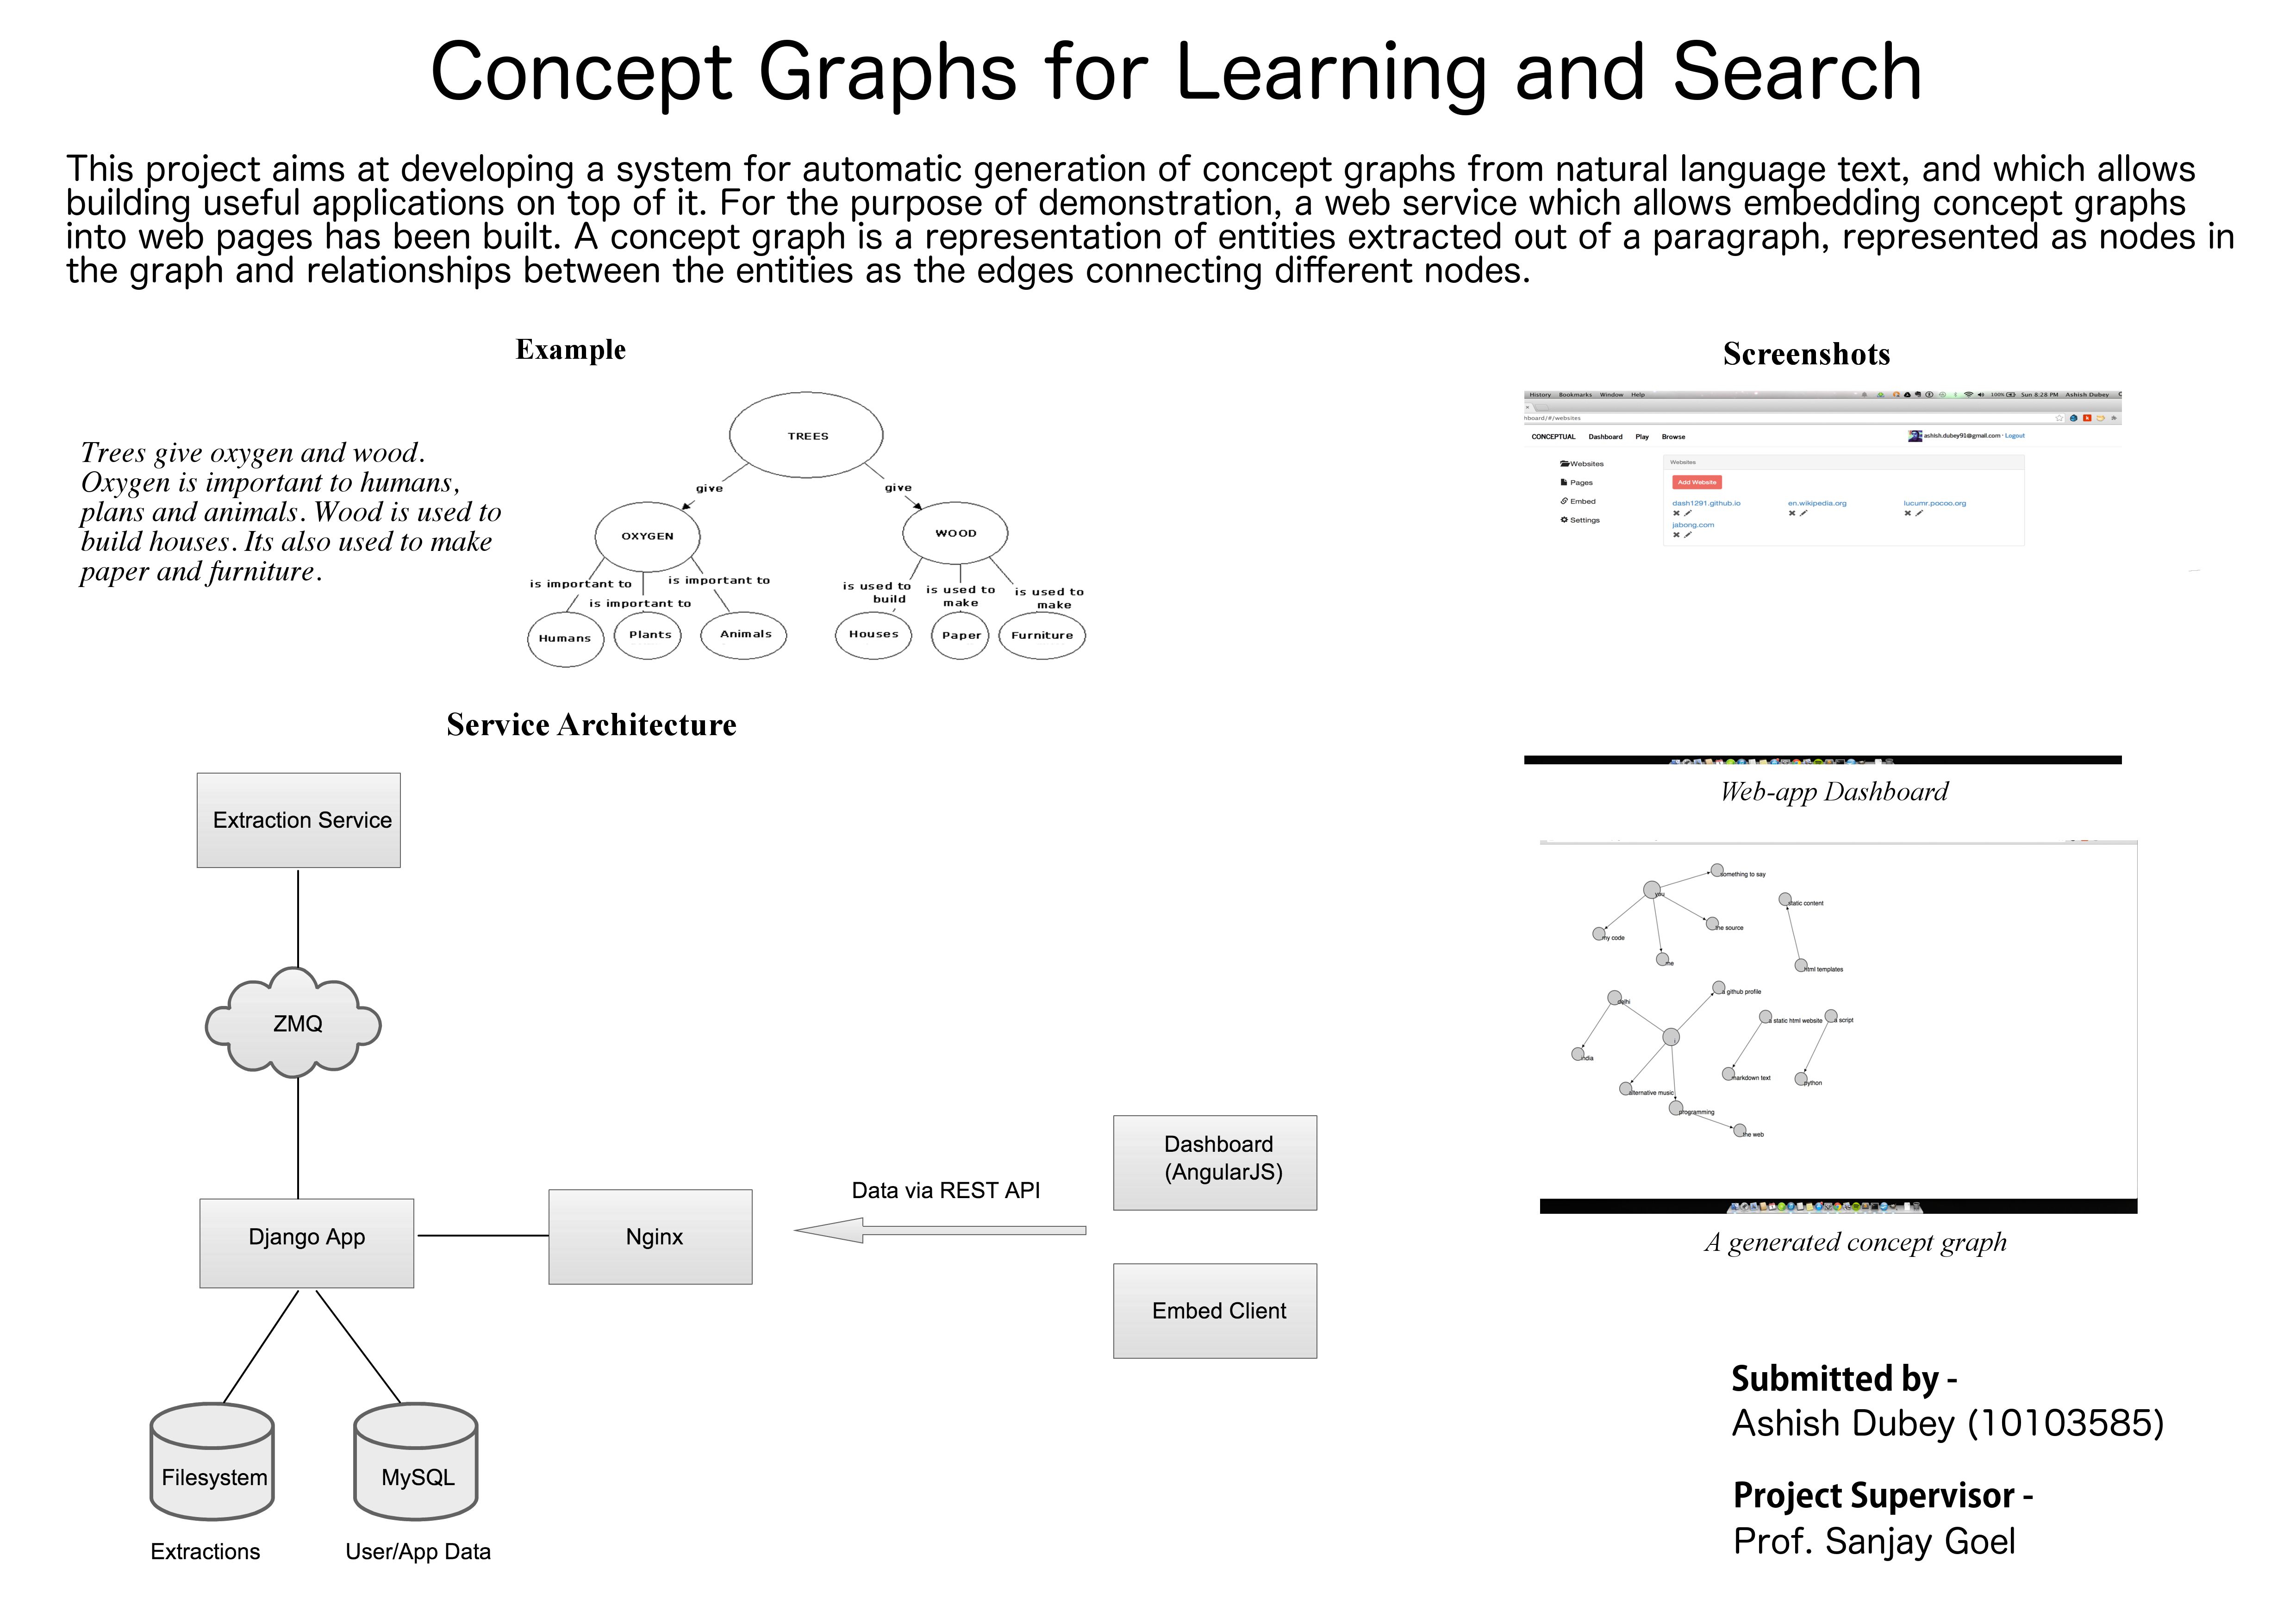 Concept Graphs for Learning and Search
This project aims at developing a system for automatic generation of concept graphs from natural language text, and which allows
building useful applications on top of it. For the purpose of demonstration, a web service which allows embedding concept graphs
into web pages has been built. A concept graph is a representation of entities extracted out of a paragraph, represented as nodes in
the graph and relationships between the entities as the edges connecting different nodes.
Example
Trees give oxygen and wood.
Oxygen is important to humans,
plans and animals. Wood is used to
build houses. Its also used to make
paper and furniture.
TREES
give
give
OXYGEN
WOOD
is important to
is important to
is important to
is used to
build
is used to
make
is used to
make
Humans
Plants
Animals
Houses
Paper
Furniture
Service Architecture
Extraction Service
ZMQ
Django App
Nginx
Data via REST API
Dashboard
(AngularJS)
Embed Client
Filesystem
MySQL
Extractions
User/App Data
Screenshots
History Bookmarks Window Help
100% Sun 8:28 PM Ashish Dubey
hboard/#/websites
CONCEPTUAL Dashboard Play Browse
ashish.dubey91@gmail.com - Logout
Websites
Pages
Embed
Settings
Websites
Add Website
dash1291.github.io
en.wikipedia.org
lucumr.pocoo.org
jabong.com
Web-app Dashboard
something to say
you
static content
the source
my code
me
html templates
a github profile
delhi
a static html website
a script
i
india
markdown text
python
alternative music
programming
the web
A generated concept graph
Submitted by -
Ashish Dubey (10103585)
Project Supervisor -
Prof. Sanjay Goel